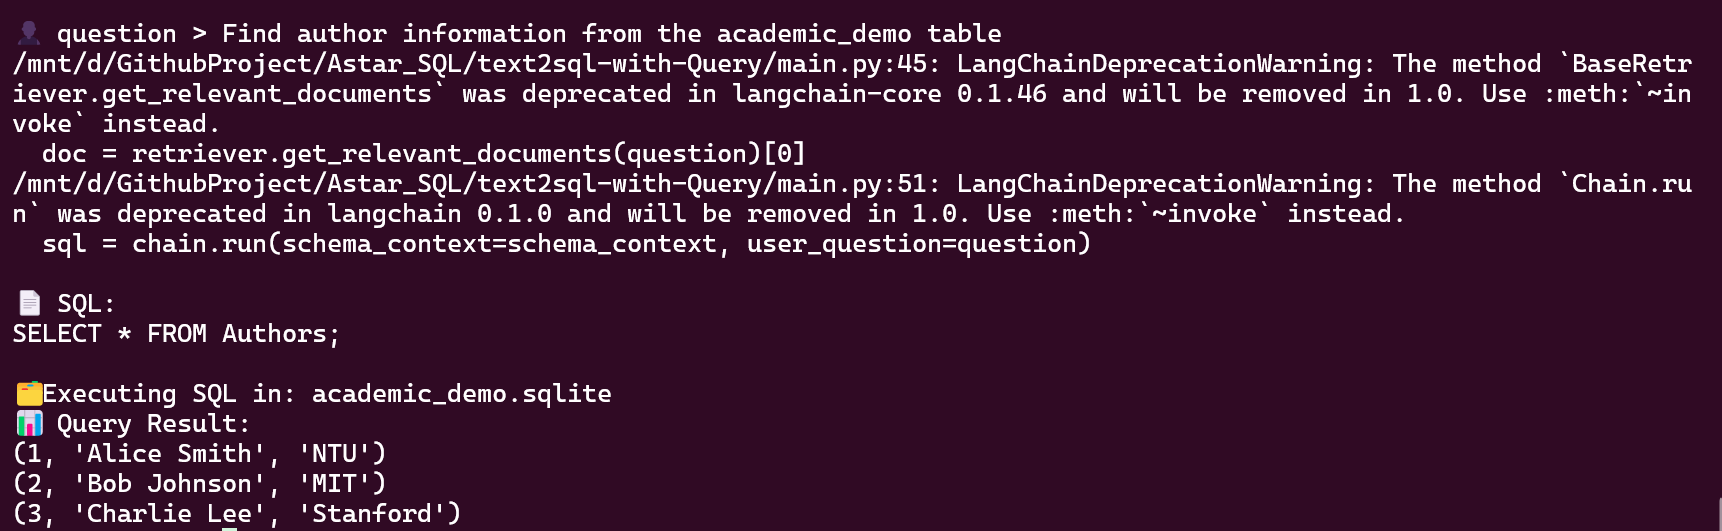 question > Find author information from the academic_demo table
/mnt/d/GithubProject/Astar_SQL/text2sql-with-Query/main.py:45: LangChainDeprecationWarning: The method `BaseRetr
iever.get_relevant_documents` was deprecated in langchain-core 0.1.46 and will be removed in 1.0. Use :meth:`~in
voke` instead.
  doc = retriever.get_relevant_documents(question)[0]
/mnt/d/GithubProject/Astar_SQL/text2sql-with-Query/main.py:51: LangChainDeprecationWarning: The method `Chain.ru
n` was deprecated in langchain 0.1.0 and will be removed in 1.0. Use :meth:`~invoke` instead.
  sql = chain.run(schema_context=schema_context, user_question=question)
SQL:
SELECT * FROM Authors;
Executing SQL in: academic_demo.sqlite
Query Result:
(1, 'Alice Smith', 'NTU')
(2, 'Bob Johnson', 'MIT')
(3, 'Charlie Lee', 'Stanford')